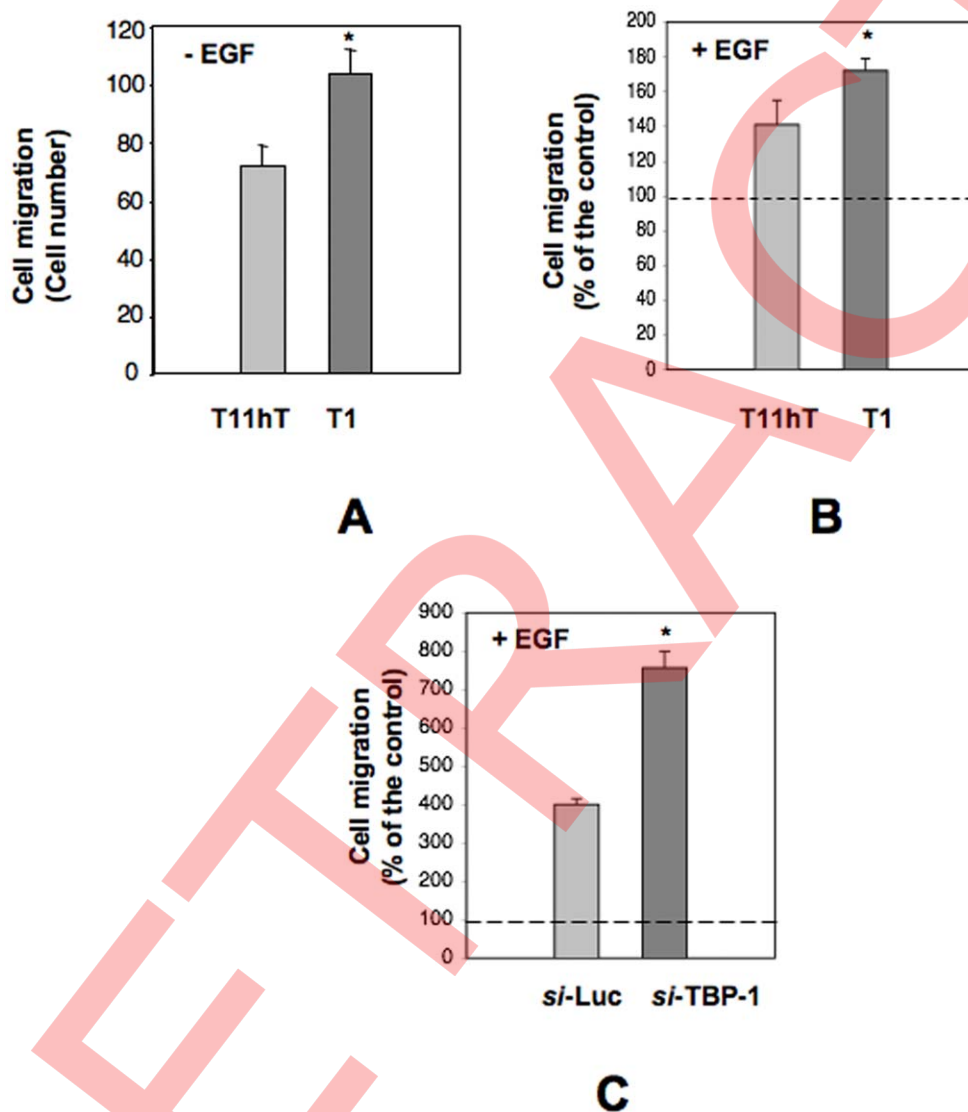 - EGF
*
120
100
80
60
40
20
0
Cell migration
(Cell number)
T11hT T1
A
+ EGF
*
200
180
160
140
120
100
80
60
40
20
0
Cell migration
(% of the control)
T11hT T1
B
+ EGF
*
900
800
700
600
500
400
300
200
100
0
Cell migration
(% of the control)
si-Luc si-TBP-1
C
ETRAC